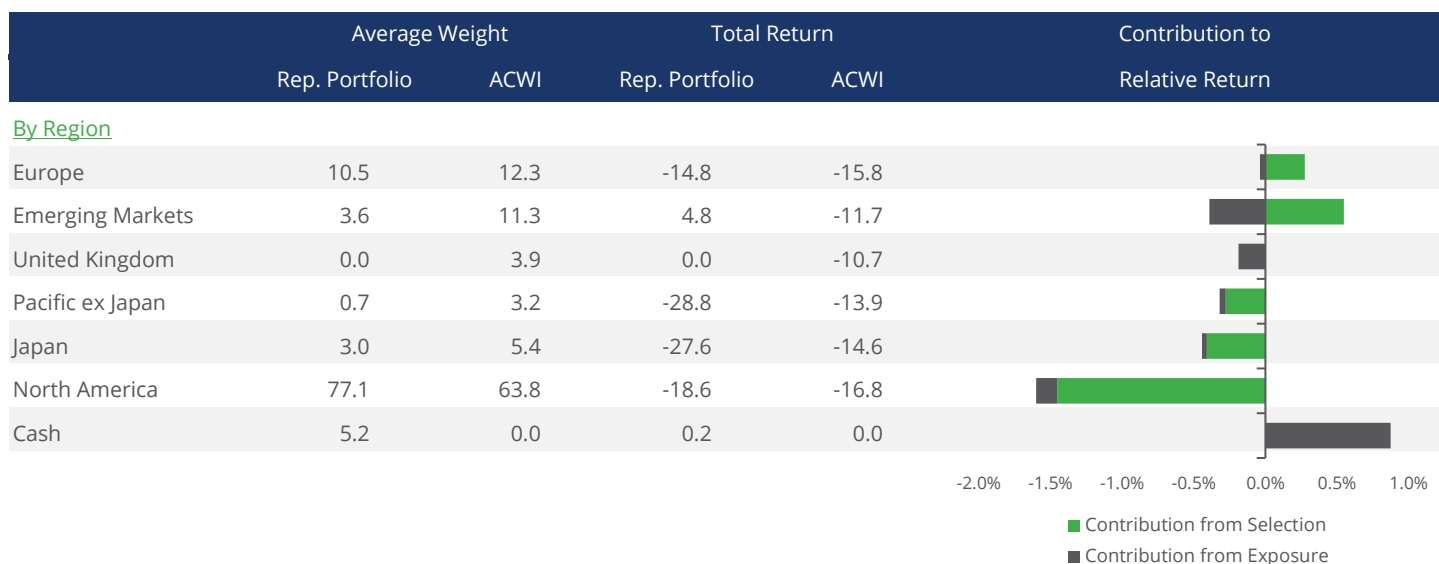 Average Weight Total Return Contribution to
Rep. Portfolio ACWI Rep. Portfolio ACWI Relative Return
By Region
Europe 10.5 12.3 -14.8 -15.8
Emerging Markets 3.6 11.3 4.8 -11.7
United Kingdom 0.0 3.9 0.0 -10.7
Pacific ex Japan 0.7 3.2 -28.8 -13.9
Japan 3.0 5.4 -27.6 -14.6
North America 77.1 63.8 -18.6 -16.8
Cash 5.2 0.0 0.2 0.0
-2.0% -1.5% -1.0% -0.5% 0.0% 0.5% 1.0%
Contribution from Selection
Contribution from Exposure